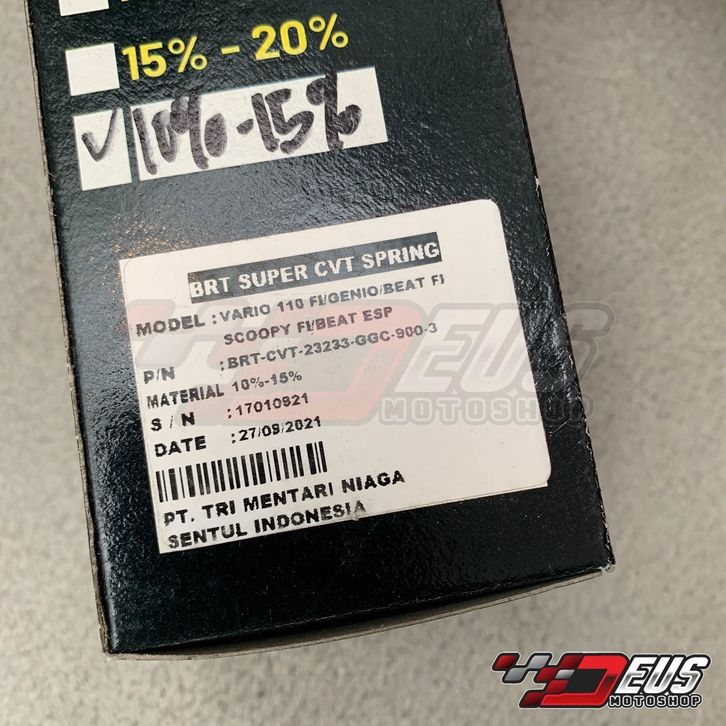 15% - 20%
✓ 10%-15%
BRT SUPER CVT SPRING
MODEL : VARIO 110 FI/GENIO/BEAT FI
SCOOPY FI/BEAT ESP
P/N : BRT-CVT-23233-GGC-900-3
MATERIAL 10%-15%
S / N : 17010921
DATE : 27/09/2021
PT. TRI MENTARI NIAGA
SENTUL INDONESIA
DEUS
MOTOSHOP
DEUS
MOTOSHOP